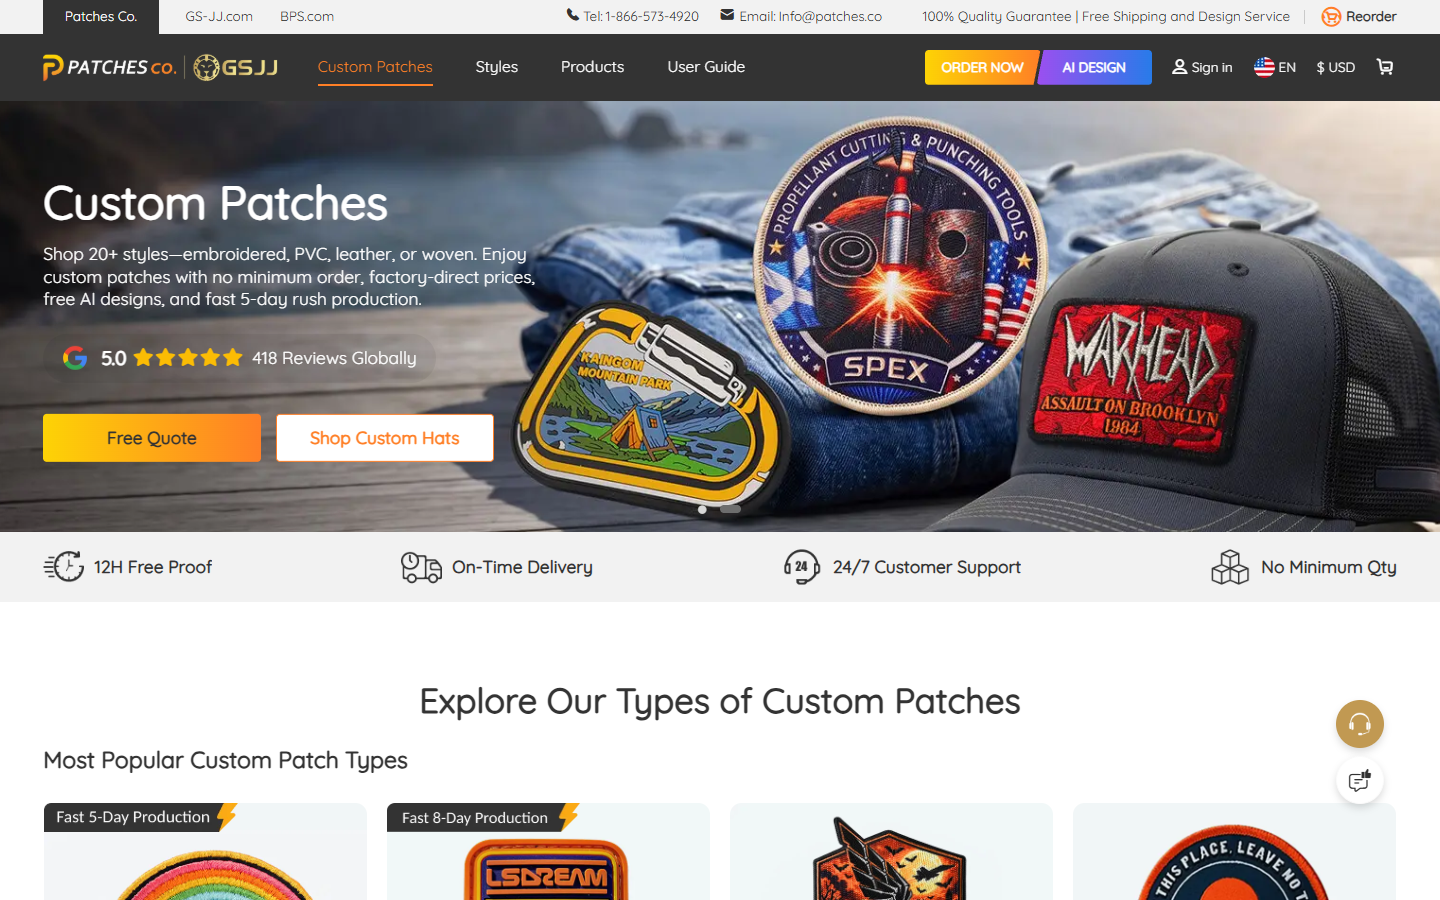 Patches Co.
GS-JJ.com
BPS.com
Tel: 1-866-573-4920
Email: Info@patches.co
100% Quality Guarantee | Free Shipping and Design Service
Reorder
PATCHES CO.
GSJJ
Custom Patches
Styles
Products
User Guide
ORDER NOW
AI DESIGN
Sign in
EN
$ USD
Custom Patches
Shop 20+ styles—embroidered, PVC, leather, or woven. Enjoy
custom patches with no minimum order, factory-direct prices,
free AI designs, and fast 5-day rush production.
5.0
418 Reviews Globally
Free Quote
Shop Custom Hats
PROPELLANT CUTTING & PUNCHING TOOLS
SPEX
KAINGOM
MOUNTAIN PARK
WARHEAD
ASSAULT ON BROOKLYN
1984
12H Free Proof
On-Time Delivery
24
24/7 Customer Support
No Minimum Qty
Explore Our Types of Custom Patches
Most Popular Custom Patch Types
Fast 5-Day Production
Fast 8-Day Production
LSDREAM
THIS PLACE. LEAVE NO T